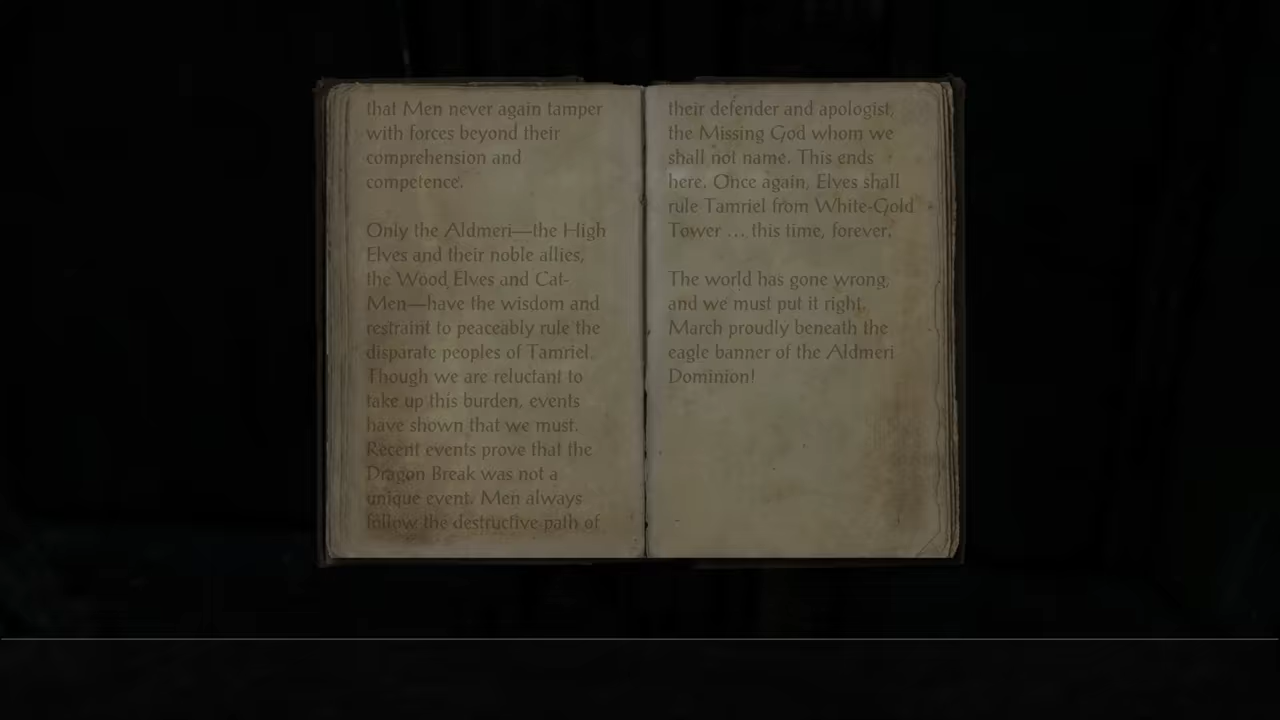 that Men never again tamper
with forces beyond their
comprehension and
competence.
Only the Aldmeri—the High
Elves and their noble allies,
the Wood Elves and Cat-
Men—have the wisdom and
restraint to peaceably rule the
disparate peoples of Tamriel.
Though we are reluctant to
take up this burden, events
have shown that we must.
Recent events prove that the
Dragon Break was not a
unique event. Men always
follow the destructive path of
their defender and apologist,
the Missing God whom we
shall not name. This ends
here. Once again, Elves shall
rule Tamriel from White-Gold
Tower ... this time, forever.
The world has gone wrong,
and we must put it right.
March proudly beneath the
eagle banner of the Aldmeri
Dominion!